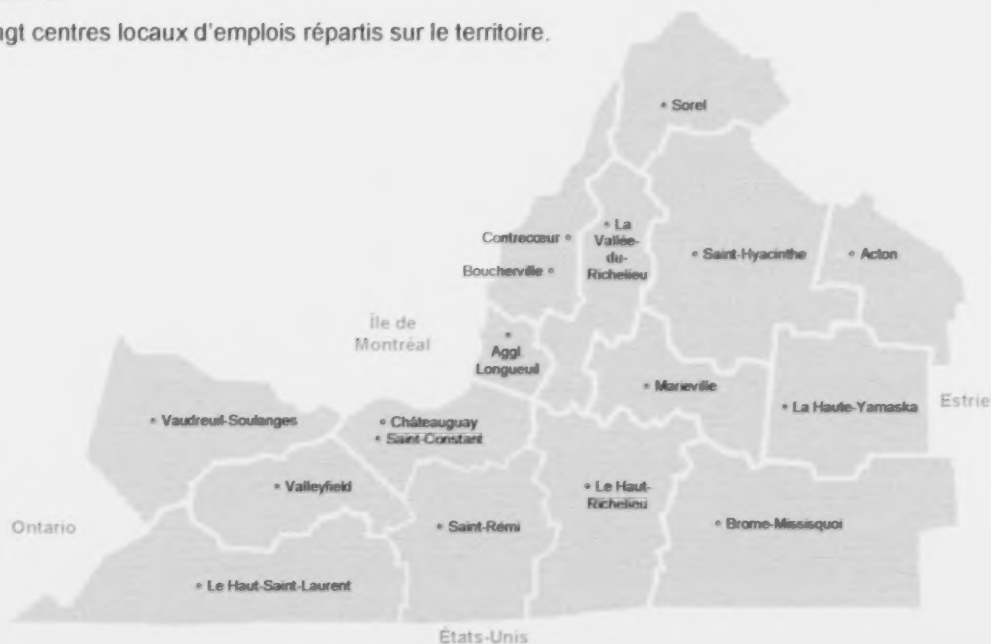 ngt centres locaux d'emplois répartis sur le territoire.
Sorel
Contrecœur
La
Vallée-
du-
Richelieu
Saint-Hyacinthe
Acton
Boucherville
Île de
Montréal
Aggl.
Longueuil
Marieville
La Haute-Yamaska
Estrie
Vaudreuil-Soulanges
Châteauguay
Saint-Constant
Valleyfield
Le Haut-
Richelieu
Ontario
Saint-Rémi
Brome-Missisquoi
Le Haut-Saint-Laurent
États-Unis